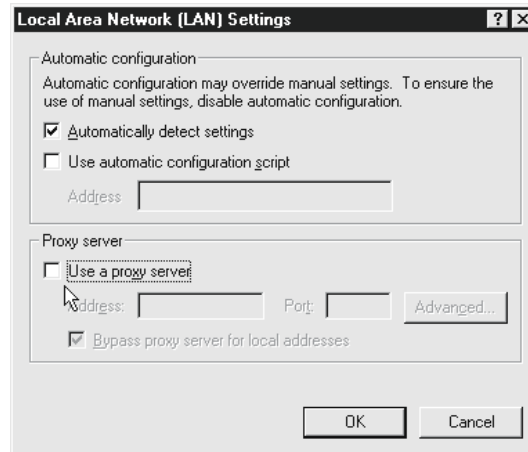 Local Area Network (LAN) Settings
Automatic configuration
Automatic configuration may override manual settings. To ensure the
use of manual settings, disable automatic configuration.
Automatically detect settings
Use automatic configuration script
Address
Proxy server
Use a proxy server
Address: Port: Advanced...
Bypass proxy server for local addresses
OK Cancel